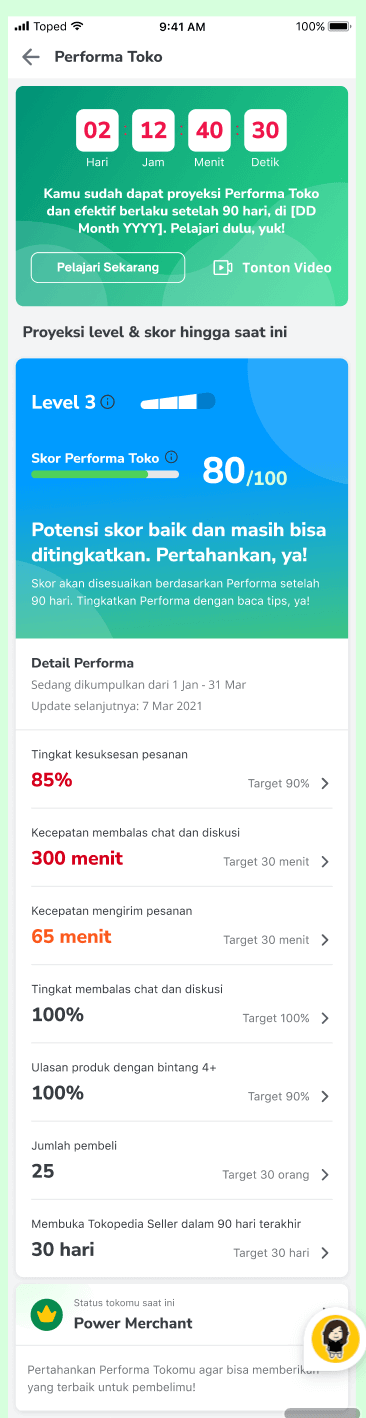 Toped
9:41 AM
100%
Performa Toko
02 : 12 : 40 : 30
Hari Jam Menit Detik
Kamu sudah dapat proyeksi Performa Toko
dan efektif berlaku setelah 90 hari, di [DD
Month YYYY]. Pelajari dulu, yuk!
Pelajari Sekarang
Tonton Video
Proyeksi level & skor hingga saat ini
Level 3
Skor Performa Toko
80/100
Potensi skor baik dan masih bisa
ditingkatkan. Pertahankan, ya!
Skor akan disesuaikan berdasarkan Performa setelah
90 hari. Tingkatkan Performa dengan baca tips, ya!
Detail Performa
Sedang dikumpulkan dari 1 Jan - 31 Mar
Update selanjutnya: 7 Mar 2021
Tingkat kesuksesan pesanan
85%
Target 90%
Kecepatan membalas chat dan diskusi
300 menit
Target 30 menit
Kecepatan mengirim pesanan
65 menit
Target 30 menit
Tingkat membalas chat dan diskusi
100%
Target 100%
Ulasan produk dengan bintang 4+
100%
Target 90%
Jumlah pembeli
25
Target 30 orang
Membuka Tokopedia Seller dalam 90 hari terakhir
30 hari
Target 30 hari
Status tokomu saat ini
Power Merchant
Pertahankan Performa Tokomu agar bisa memberikan
yang terbaik untuk pembelimu!